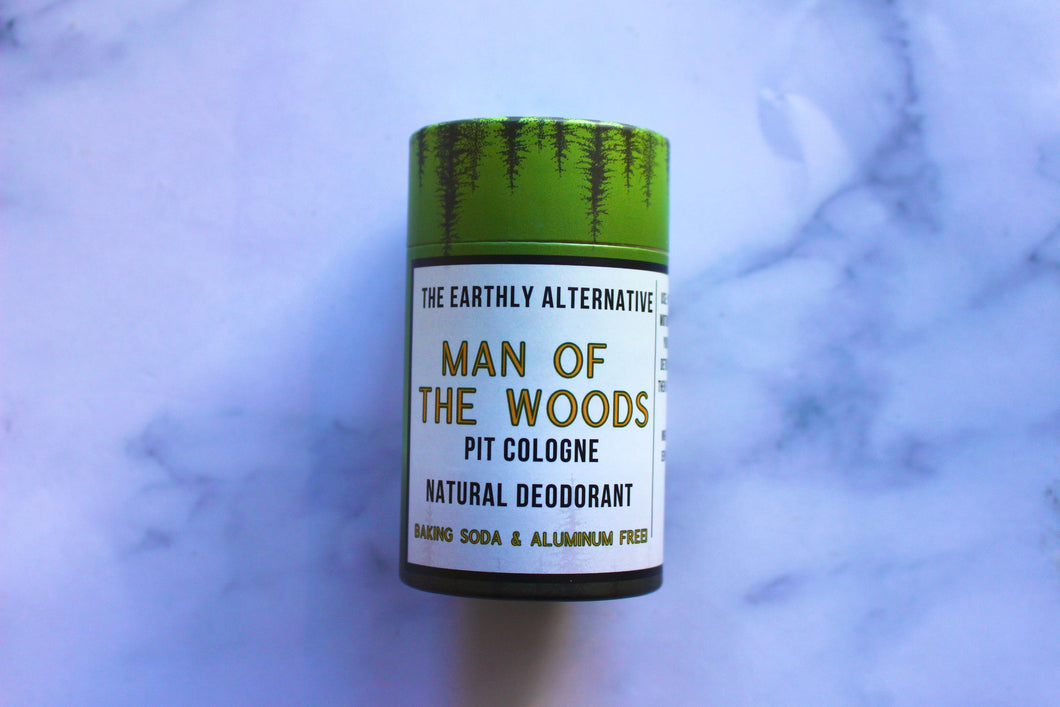 THE EARTHLY ALTERNATIVE
MAN OF
THE WOODS
PIT COLOGNE
NATURAL DEODORANT
BAKING SODA & ALUMINUM FREE!